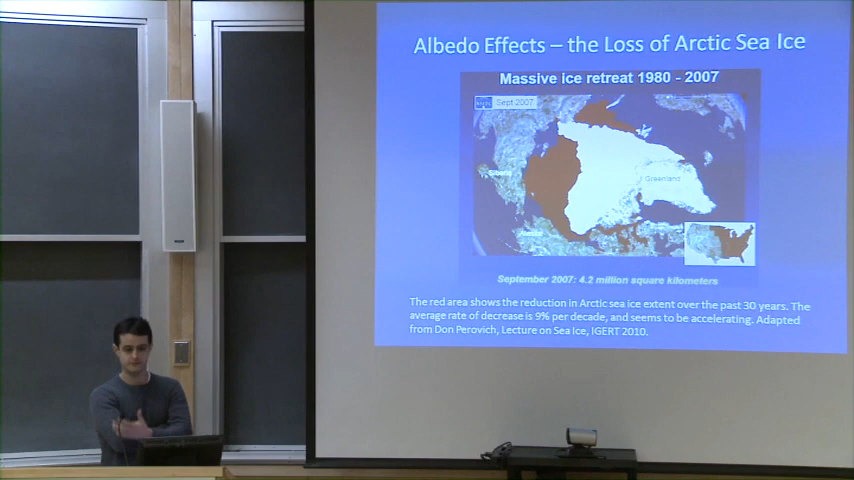 Albedo Effects – the Loss of Arctic Sea Ice
Massive ice retreat 1980 - 2007
Sept 2007
Siberia
Greenland
Alaska
September 2007: 4.2 million square kilometers
The red area shows the reduction in Arctic sea ice extent over the past 30 years. The
average rate of decrease is 9% per decade, and seems to be accelerating. Adapted
from Don Perovich, Lecture on Sea Ice, IGERT 2010.